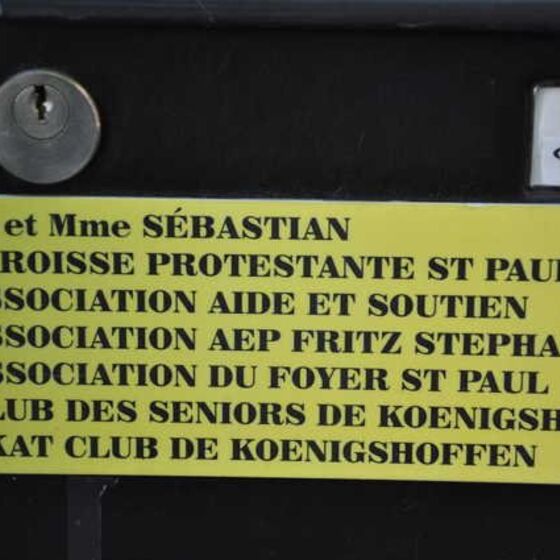 et Mme SÉBASTIAN
ROISSE PROTESTANTE ST PAUL
SSOCIATION AIDE ET SOUTIEN
SSOCIATION AEP FRITZ STEPHA
SSOCIATION DU FOYER ST PAUL
LUB DES SENIORS DE KOENIGSH
KAT CLUB DE KOENIGSHOFFEN